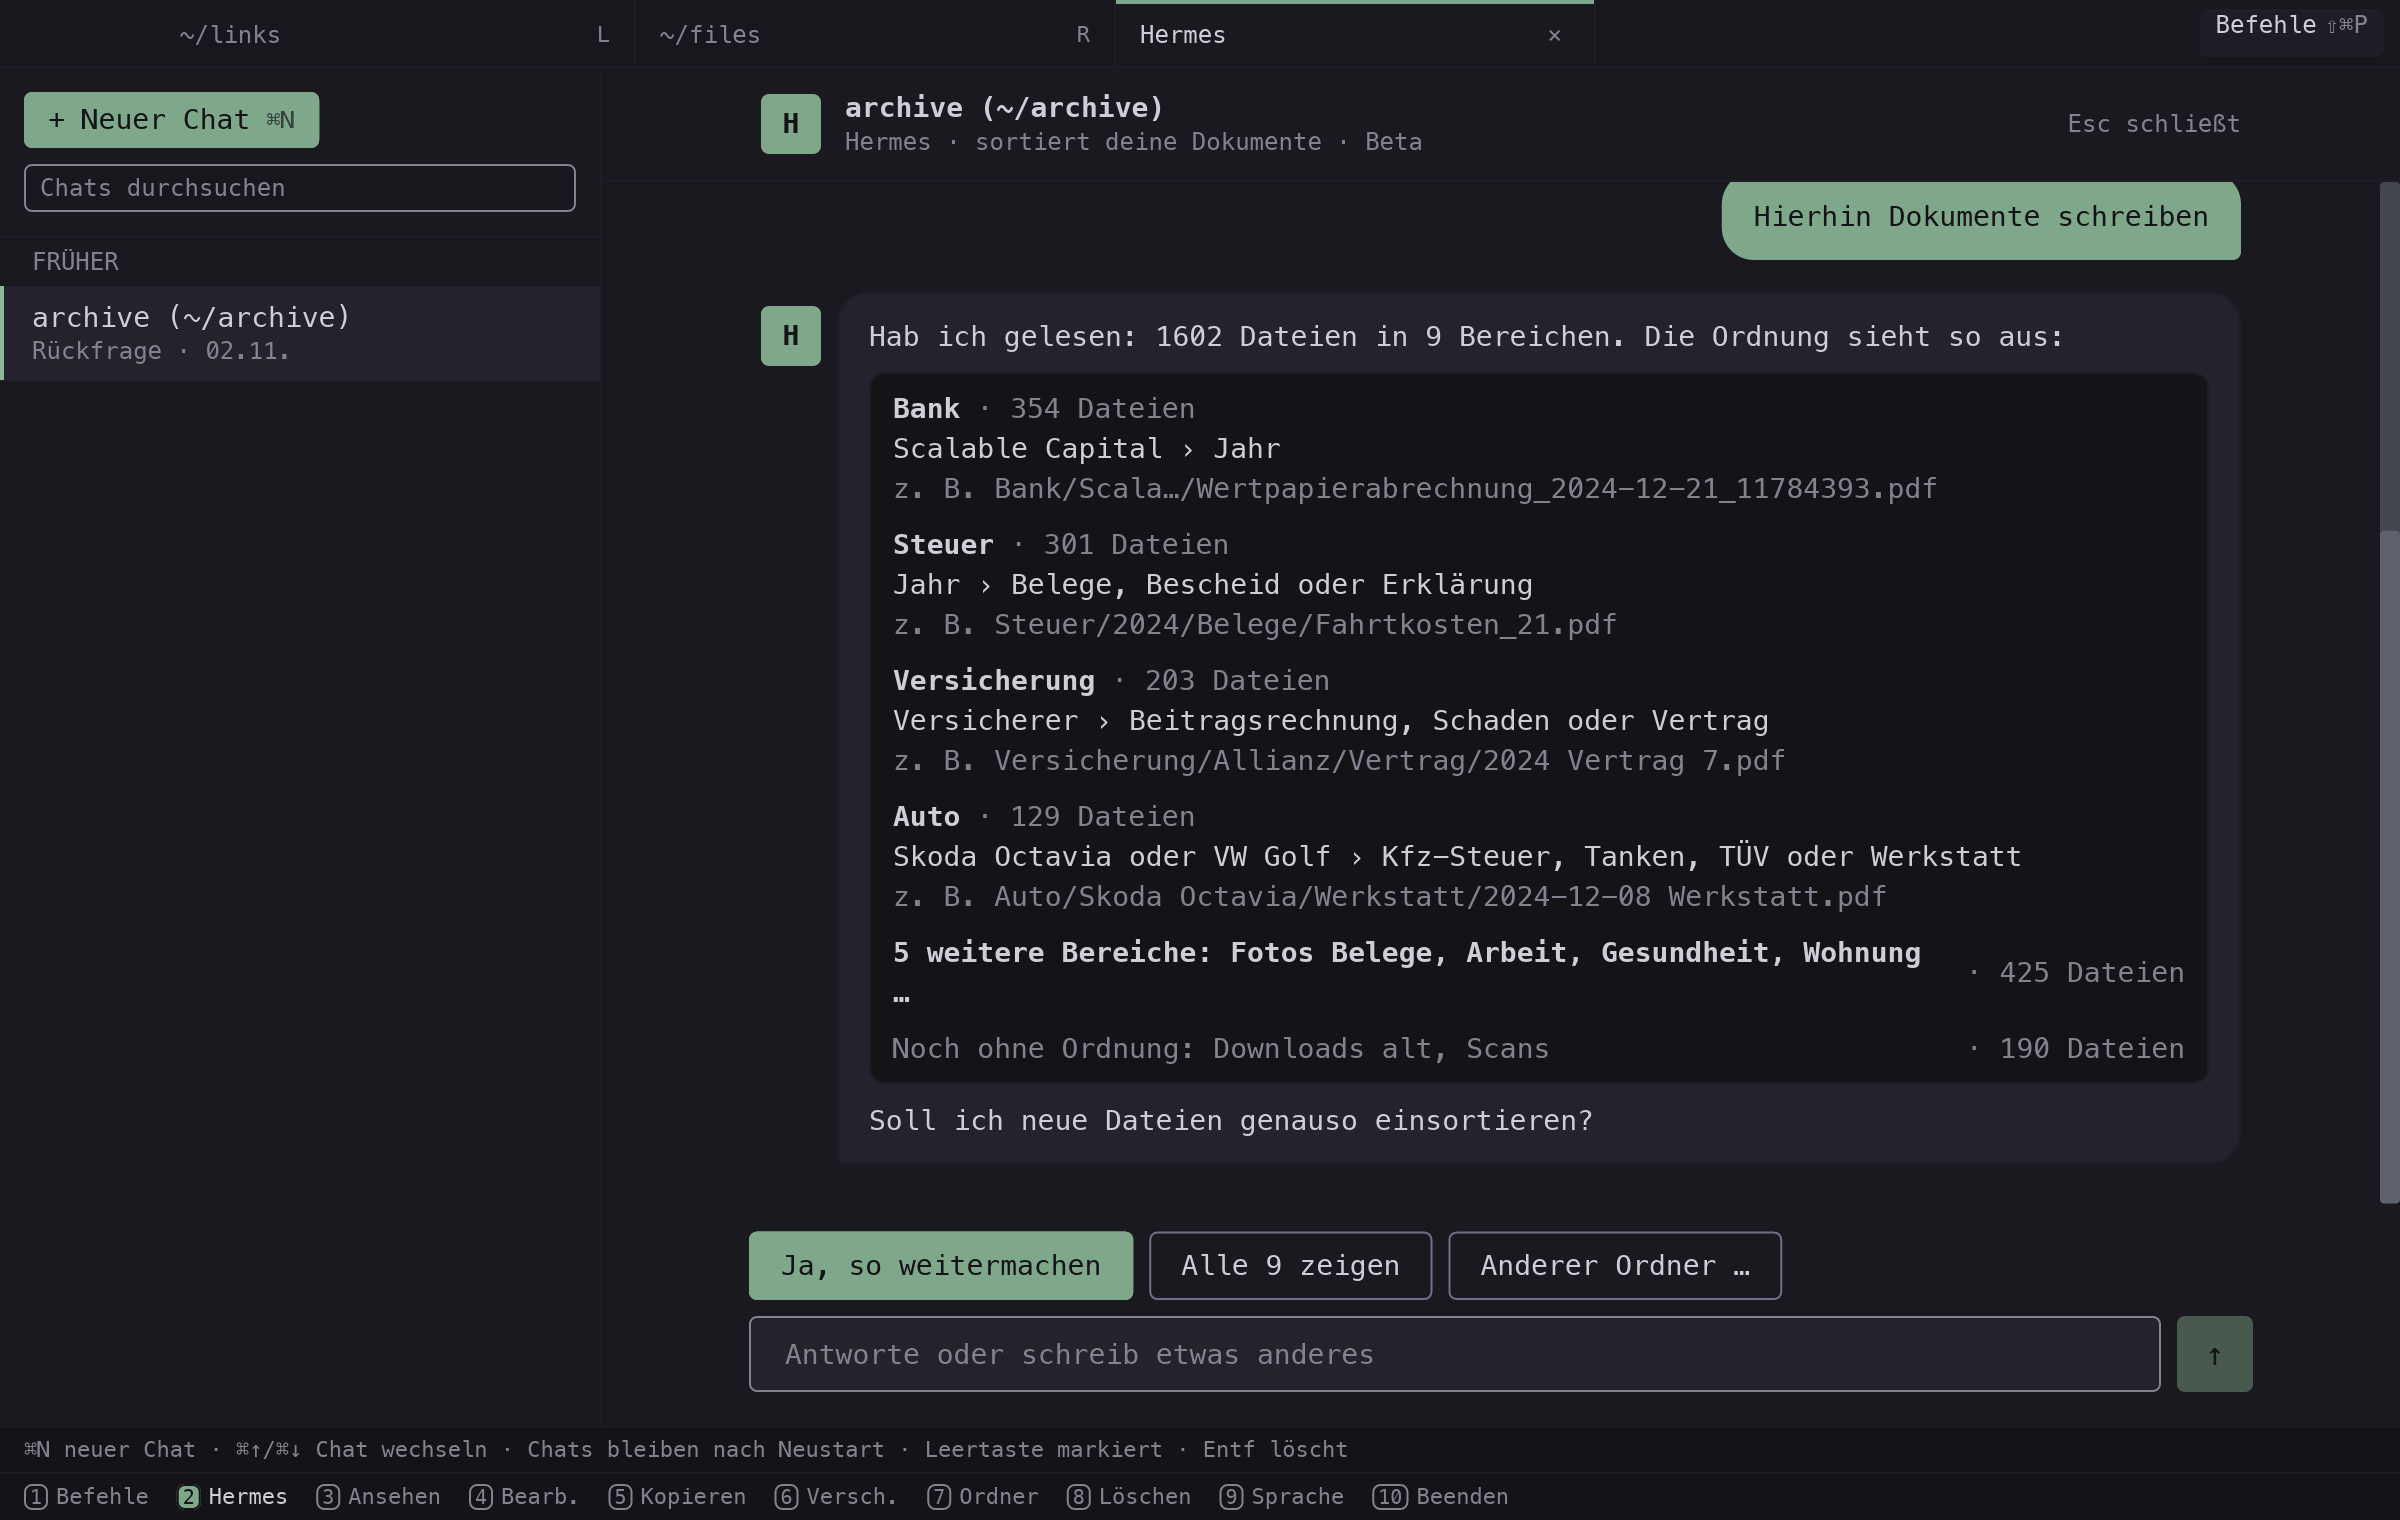 ~/links L ~/files R Hermes × Befehle ⇧⌘P
+ Neuer Chat ⌘N
Chats durchsuchen
FRÜHER
archive (~/archive)
Rückfrage · 02.11.
H archive (~/archive)
Hermes · sortiert deine Dokumente · Beta
Esc schließt
Hierhin Dokumente schreiben
H
Hab ich gelesen: 1602 Dateien in 9 Bereichen. Die Ordnung sieht so aus:
Bank · 354 Dateien
Scalable Capital › Jahr
z. B. Bank/Scala…/Wertpapierabrechnung_2024-12-21_11784393.pdf
Steuer · 301 Dateien
Jahr › Belege, Bescheid oder Erklärung
z. B. Steuer/2024/Belege/Fahrtkosten_21.pdf
Versicherung · 203 Dateien
Versicherer › Beitragsrechnung, Schaden oder Vertrag
z. B. Versicherung/Allianz/Vertrag/2024 Vertrag 7.pdf
Auto · 129 Dateien
Skoda Octavia oder VW Golf › Kfz-Steuer, Tanken, TÜV oder Werkstatt
z. B. Auto/Skoda Octavia/Werkstatt/2024-12-08 Werkstatt.pdf
5 weitere Bereiche: Fotos Belege, Arbeit, Gesundheit, Wohnung
…
· 425 Dateien
Noch ohne Ordnung: Downloads alt, Scans · 190 Dateien
Soll ich neue Dateien genauso einsortieren?
Ja, so weitermachen Alle 9 zeigen Anderer Ordner …
Antworte oder schreib etwas anderes ↑
⌘N neuer Chat · ⌘↑/⌘↓ Chat wechseln · Chats bleiben nach Neustart · Leertaste markiert · Entf löscht
1 Befehle 2 Hermes 3 Ansehen 4 Bearb. 5 Kopieren 6 Versch. 7 Ordner 8 Löschen 9 Sprache 10 Beenden